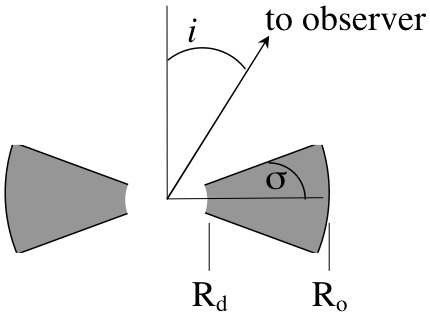 i
to observer
σ
R_d
R_o